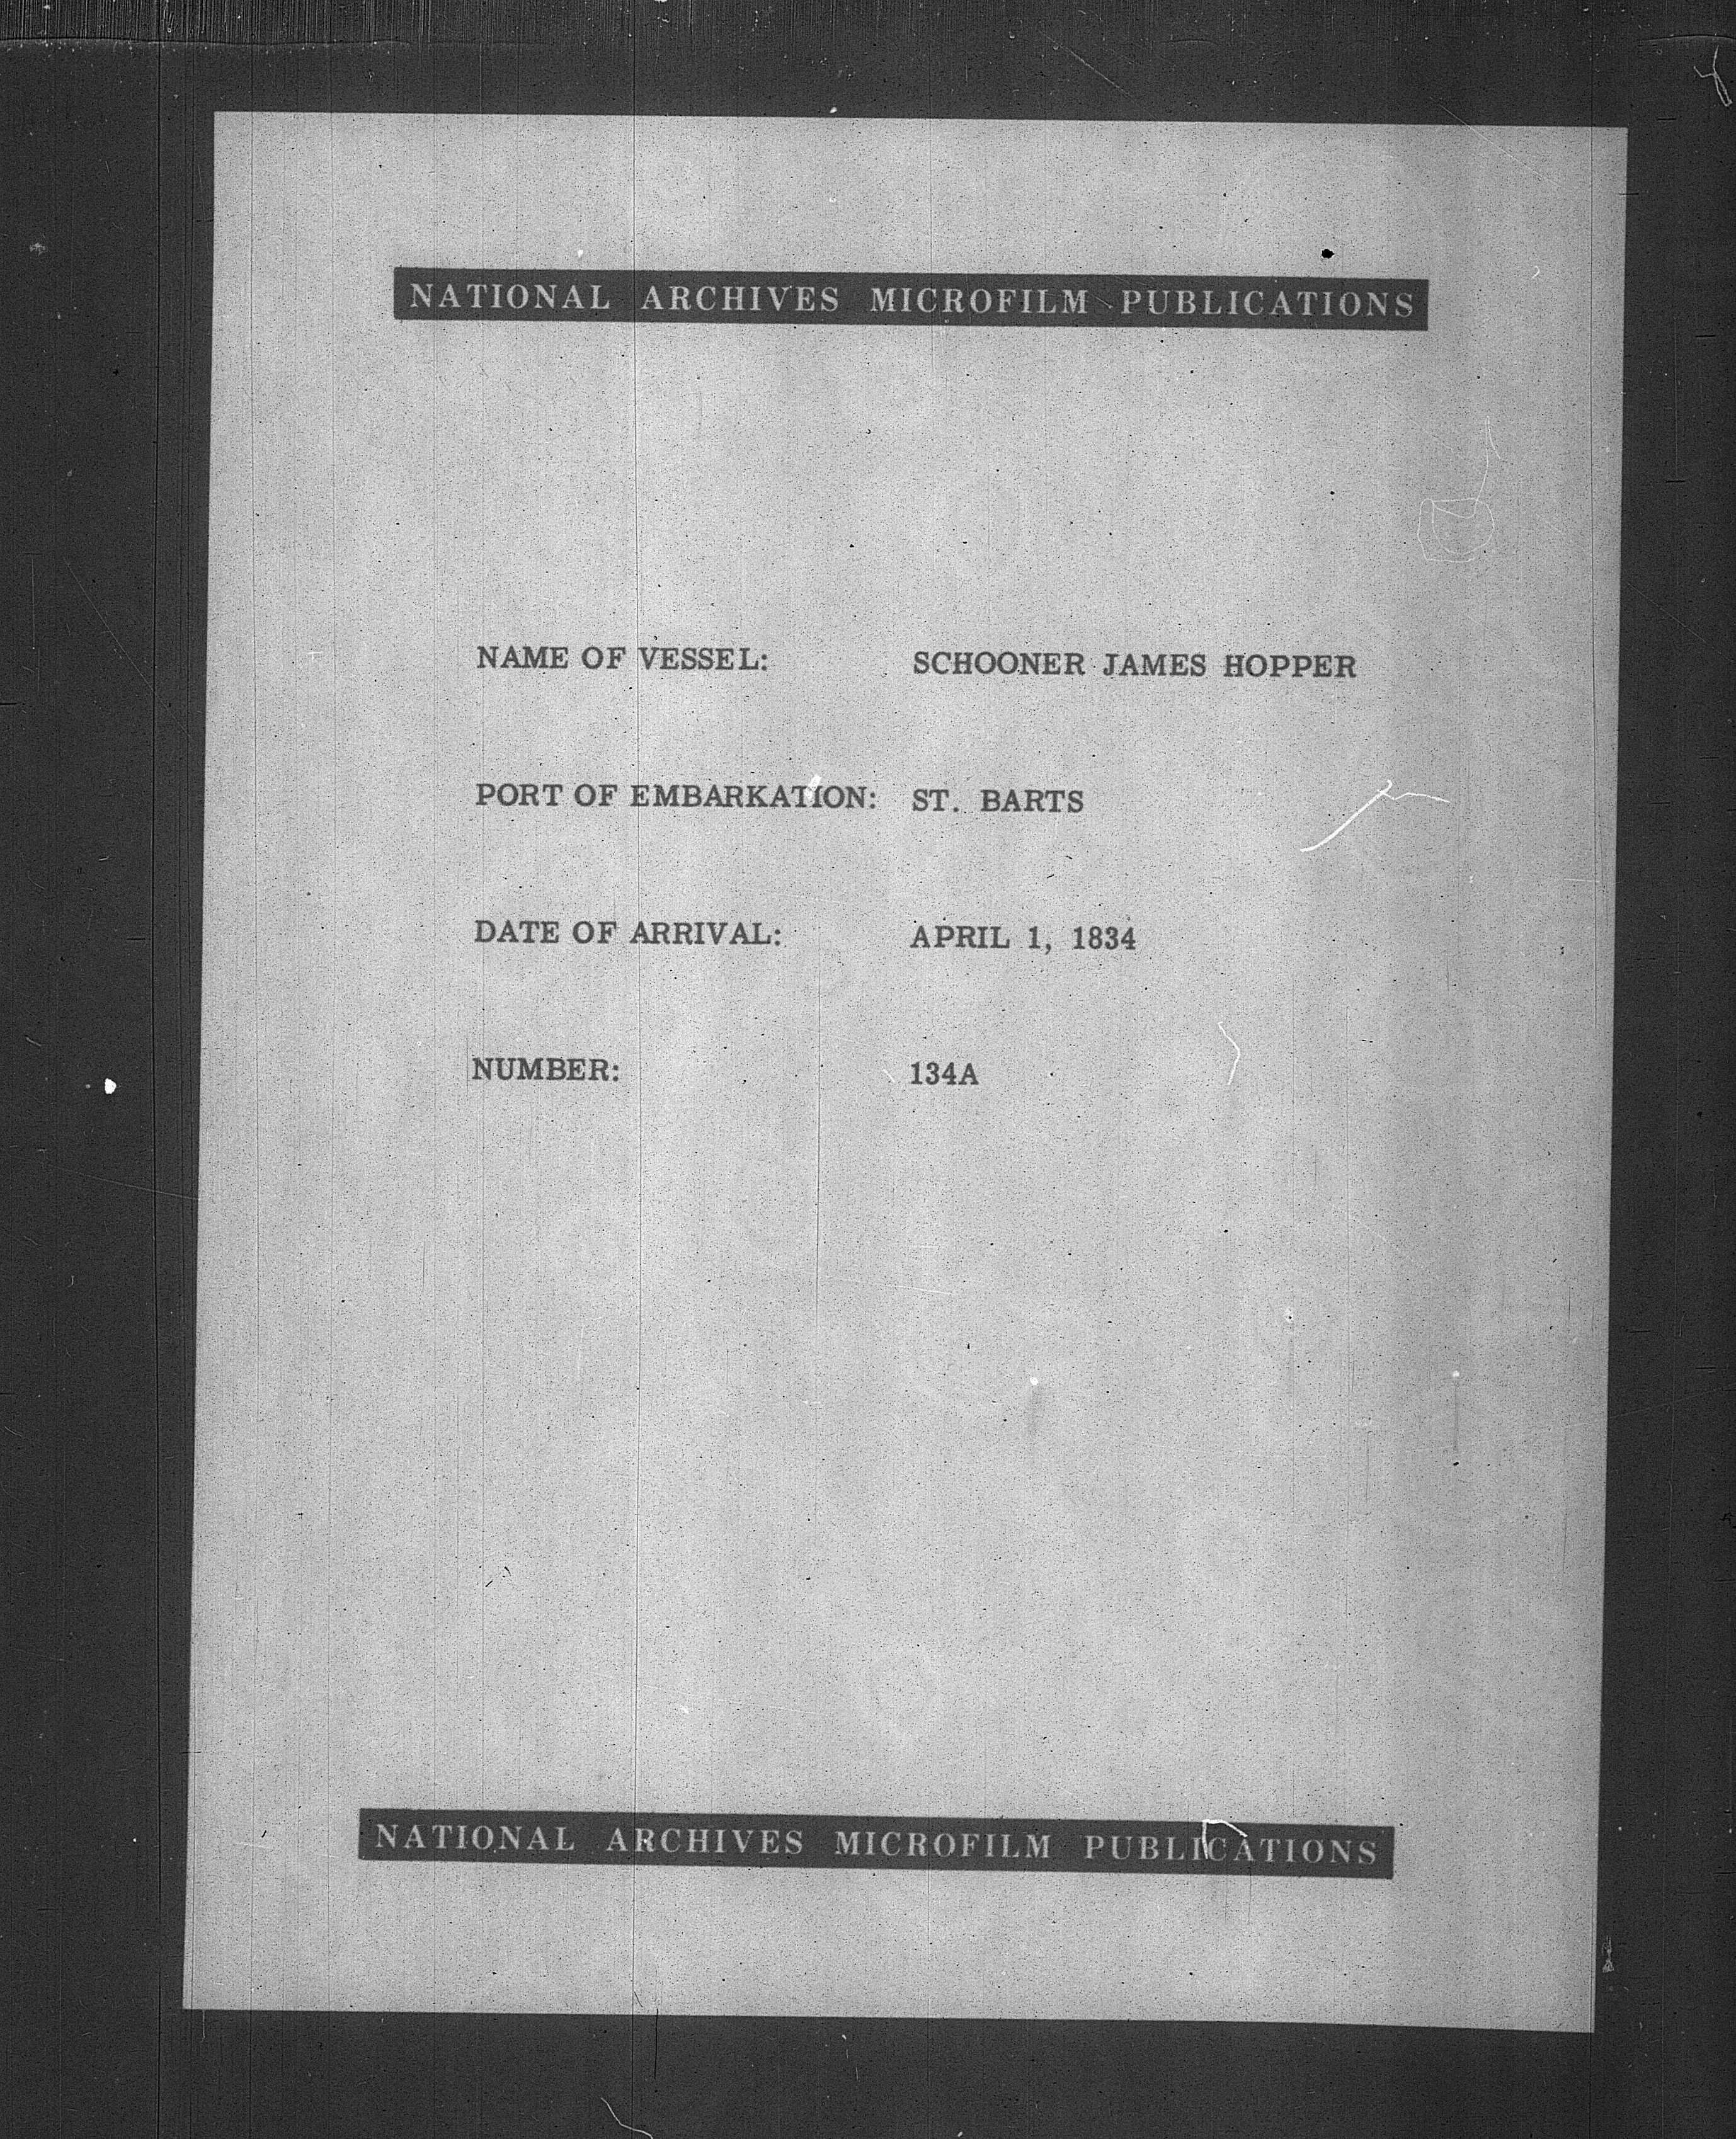 NATIONAL ARCHIVES MICROFILM PUBLICATIONS
NAME OF VESSEL: SCHOONER JAMES HOPPER
PORT OF EMBARKATION: ST. BARTS
DATE OF ARRIVAL: APRIL 1, 1834
NUMBER: 134A
NATIONAL ARCHIVES MICROFILM PUBLICATIONS